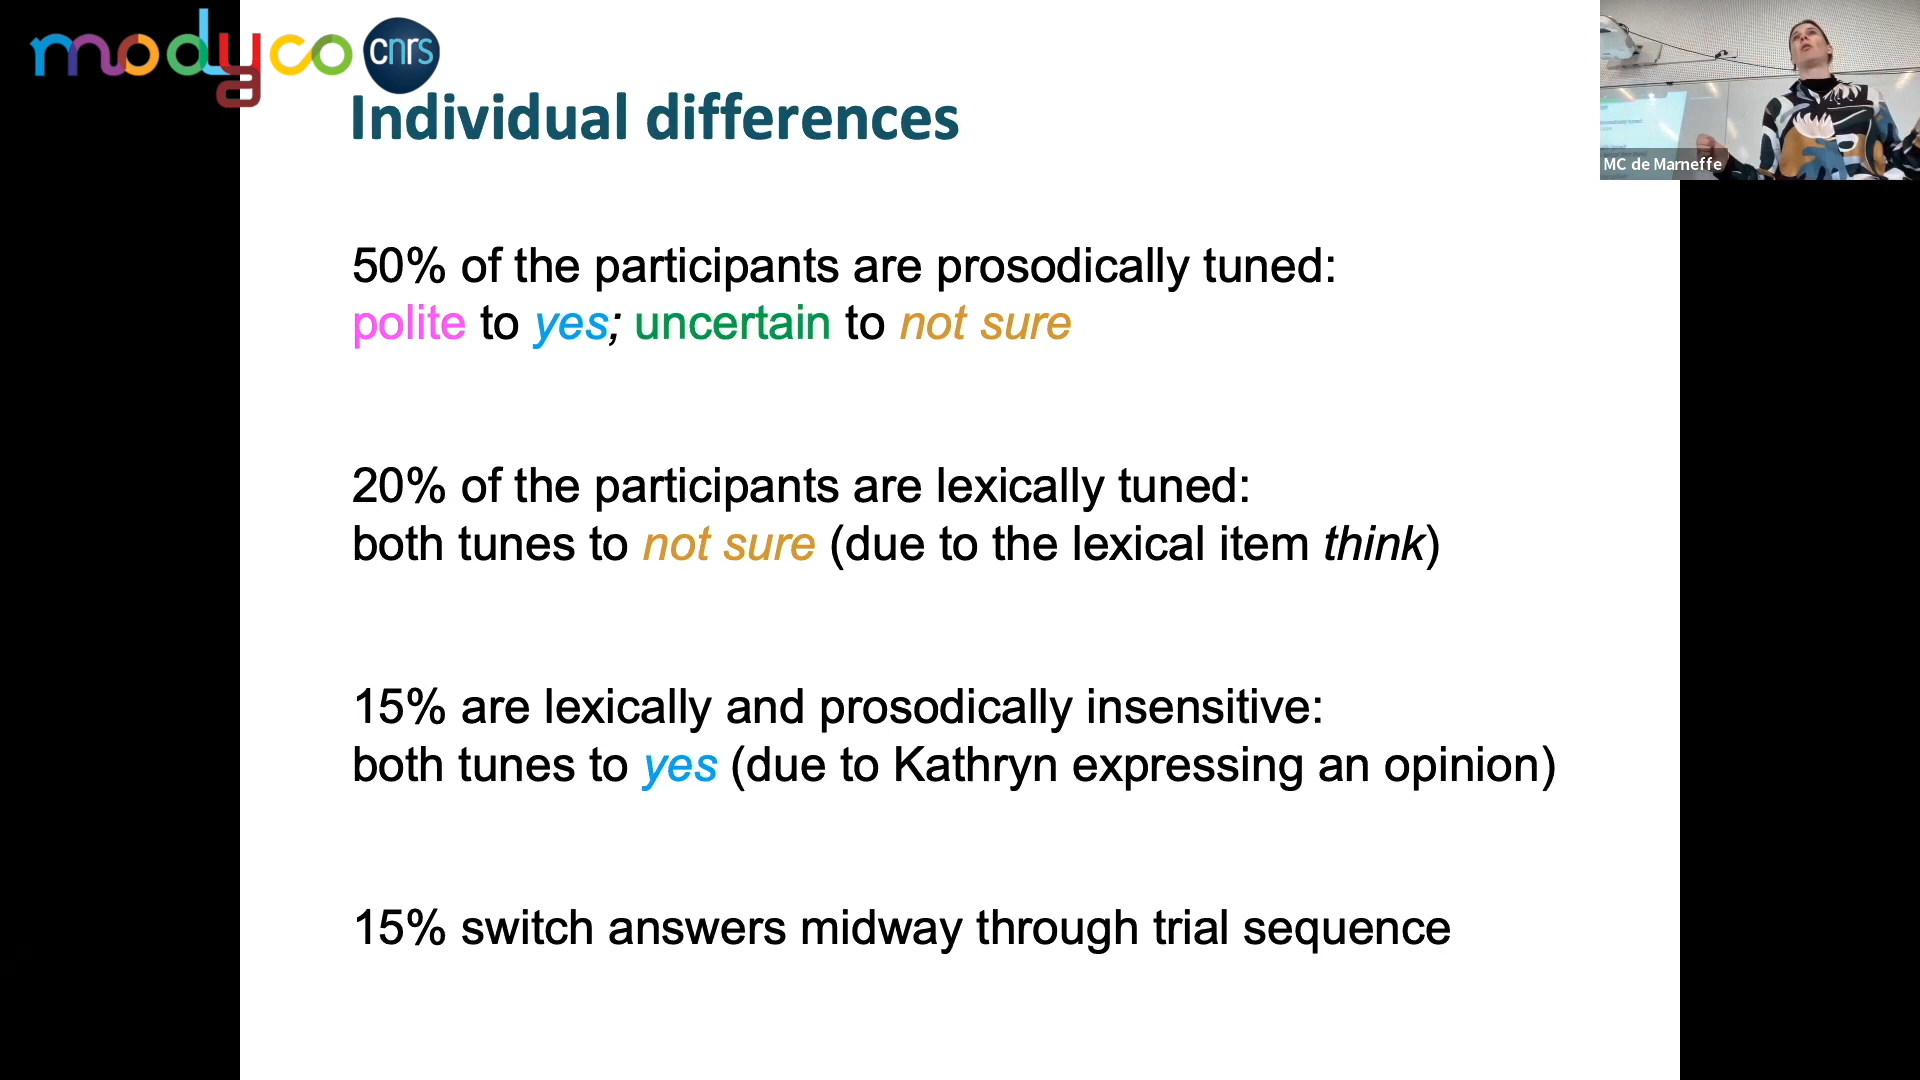 modyco
cnrs
Individual differences
MC de Marneffe
50% of the participants are prosodically tuned:
polite to yes; uncertain to not sure
20% of the participants are lexically tuned:
both tunes to not sure (due to the lexical item think)
15% are lexically and prosodically insensitive:
both tunes to yes (due to Kathryn expressing an opinion)
15% switch answers midway through trial sequence